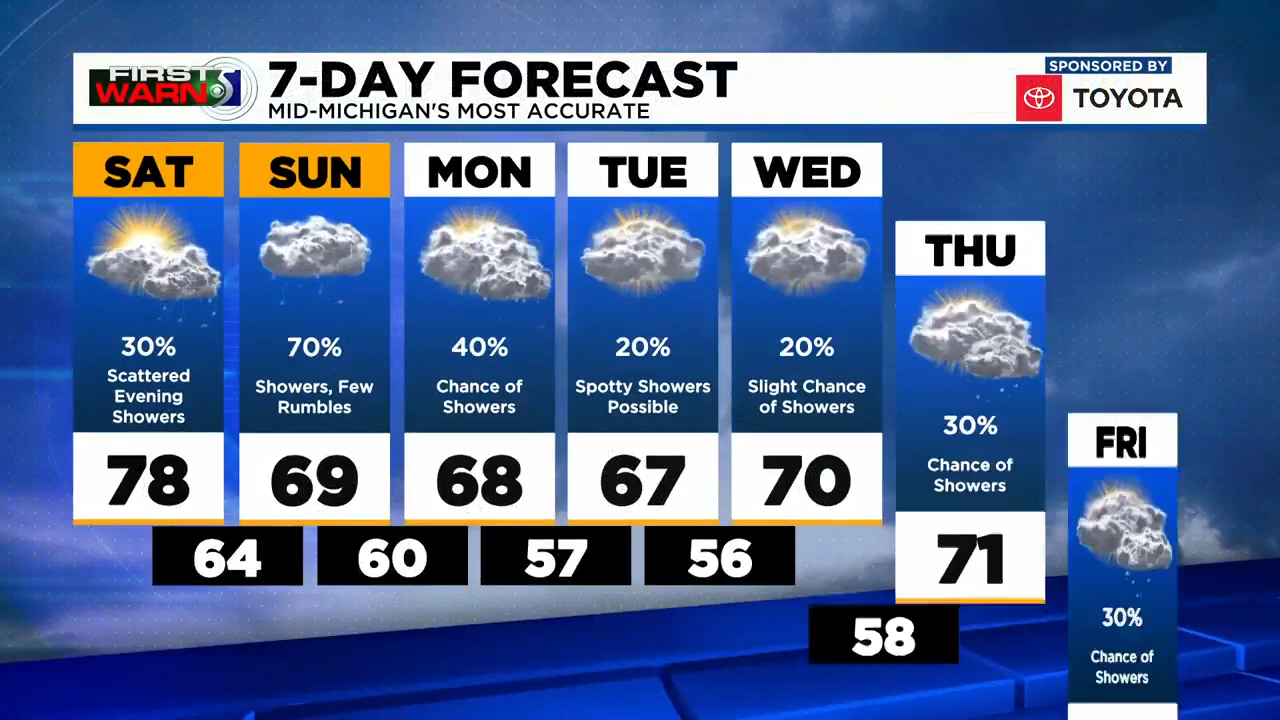 FIRST
WARN 5
7-DAY FORECAST
MID-MICHIGAN'S MOST ACCURATE
SPONSORED BY
TOYOTA
SAT
30%
Scattered
Evening
Showers
78
64
SUN
70%
Showers, Few
Rumbles
69
60
MON
40%
Chance of
Showers
68
57
TUE
20%
Spotty Showers
Possible
67
56
WED
20%
Slight Chance
of Showers
70
58
THU
30%
Chance of
Showers
71
FRI
30%
Chance of
Showers